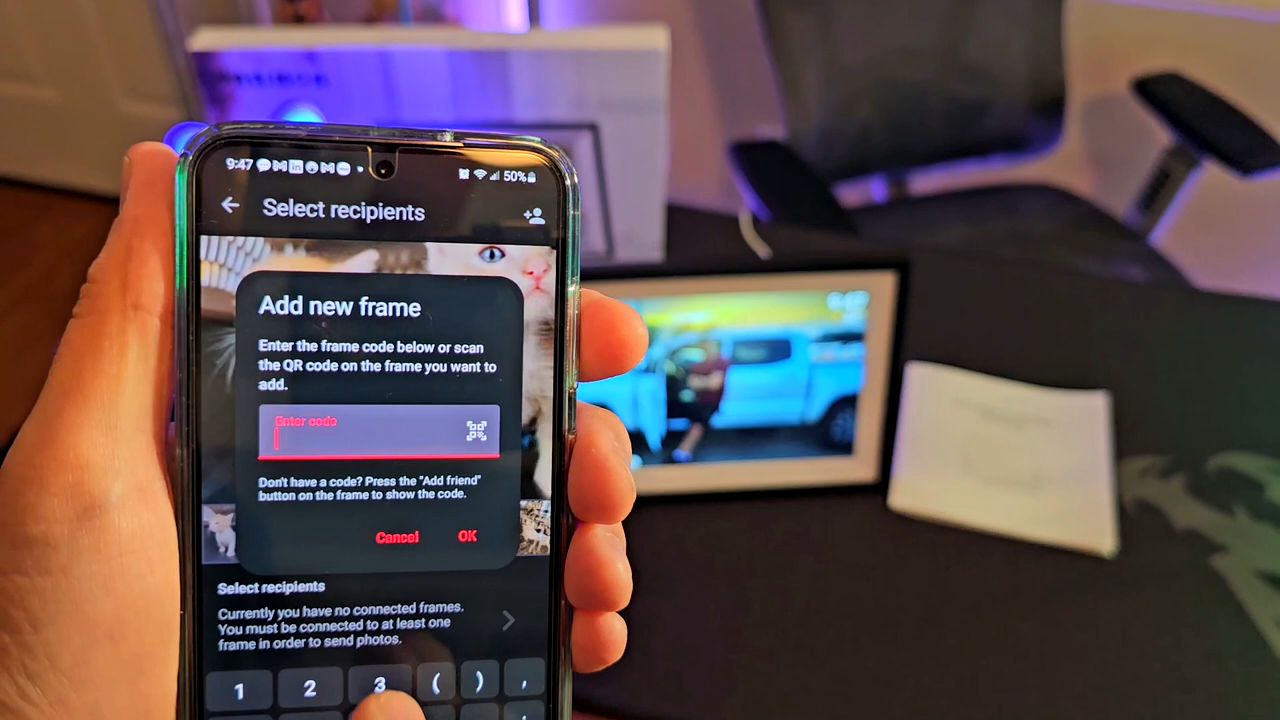 9:47
50%
Select recipients
Add new frame
Enter the frame code below or scan
the QR code on the frame you want to
add.
Enter code
Don't have a code? Press the "Add friend"
button on the frame to show the code.
Cancel OK
Select recipients
Currently you have no connected frames.
You must be connected to at least one
frame in order to send photos.
1 2 3 ( ) ,